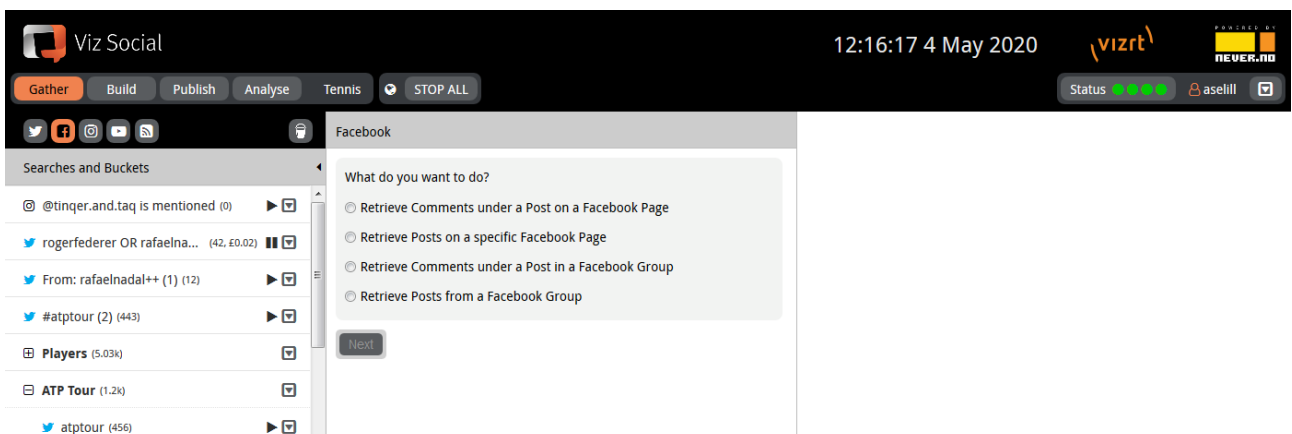 Viz Social
12:16:17 4 May 2020
vizrt
POWERED BY
never.no
Gather Build Publish Analyse Tennis STOP ALL
Status aselill
Facebook
Searches and Buckets
What do you want to do?
@tinqer.and.taq is mentioned (0)
Retrieve Comments under a Post on a Facebook Page
rogerfederer OR rafaelna... (42, £0.02)
Retrieve Posts on a specific Facebook Page
From: rafaelnadal++ (1) (12)
Retrieve Comments under a Post in a Facebook Group
Retrieve Posts from a Facebook Group
#atptour (2) (443)
Next
Players (5.03k)
ATP Tour (1.2k)
atptour (456)